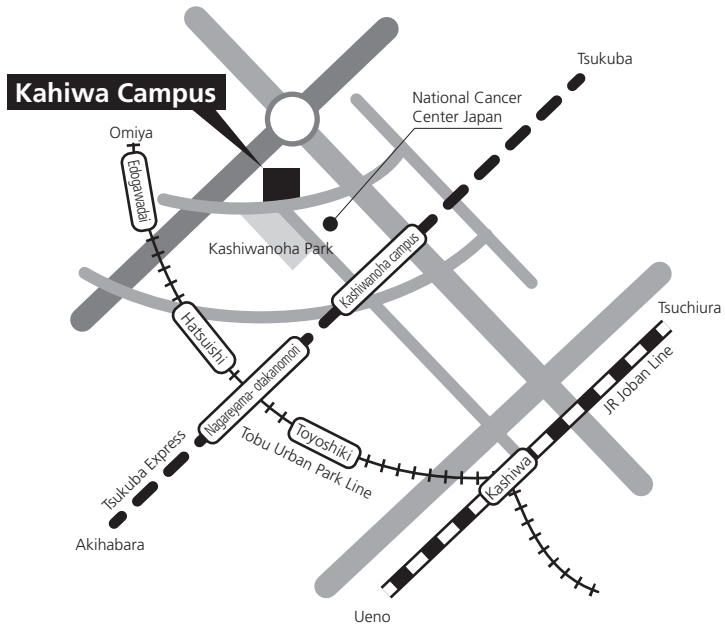 Tsukuba
Kahiwa Campus
National Cancer
Center Japan
Omiya
Edogawadai
Kashiwanoha Park
Kashiwanoha campus
Tsuchiura
Hatsuishi
JR Joban Line
Nagareyama- otakanomori
Toyoshiki
Tobu Urban Park Line
Tsukuba Express
Kashiwa
Akihabara
Ueno